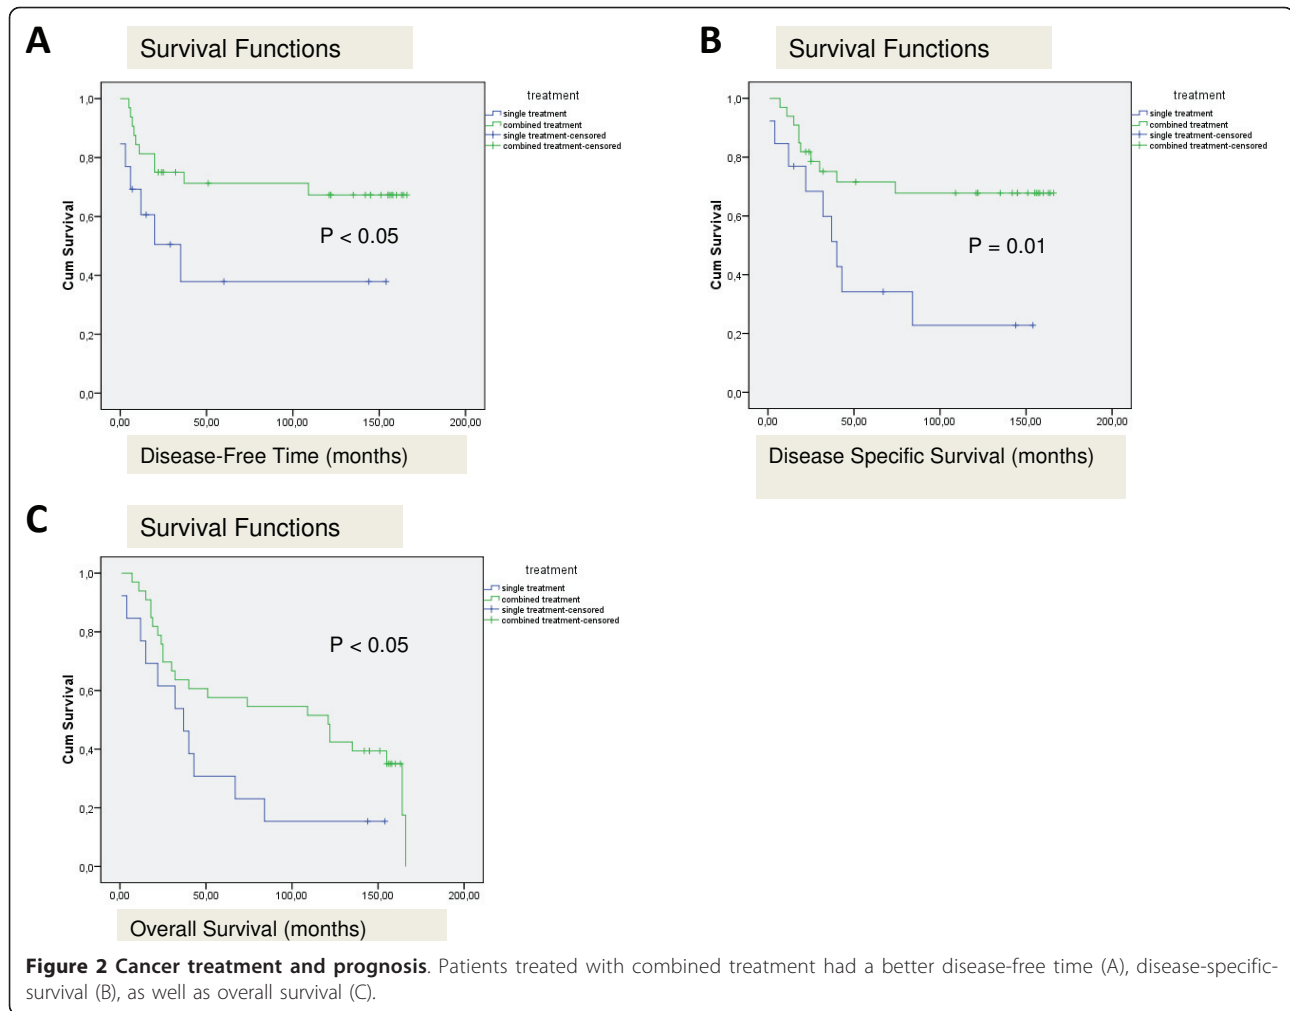 A
Survival Functions
treatment
single treatment
combined treatment
single treatment-censored
combined treatment-censored
1,0
0,8
0,6
0,4
0,2
0,0
Cum Survival
P < 0.05
0,00 50,00 100,00 150,00 200,00
Disease-Free Time (months)
B
Survival Functions
treatment
single treatment
combined treatment
single treatment-censored
combined treatment-censored
1,0
0,8
0,6
0,4
0,2
0,0
Cum Survival
P = 0.01
0,00 50,00 100,00 150,00 200,00
Disease Specific Survival (months)
C
Survival Functions
treatment
single treatment
combined treatment
single treatment-censored
combined treatment-censored
1,0
0,8
0,6
0,4
0,2
0,0
Cum Survival
P < 0.05
0,00 50,00 100,00 150,00 200,00
Overall Survival (months)
Figure 2 Cancer treatment and prognosis. Patients treated with combined treatment had a better disease-free time (A), disease-specific-
survival (B), as well as overall survival (C).